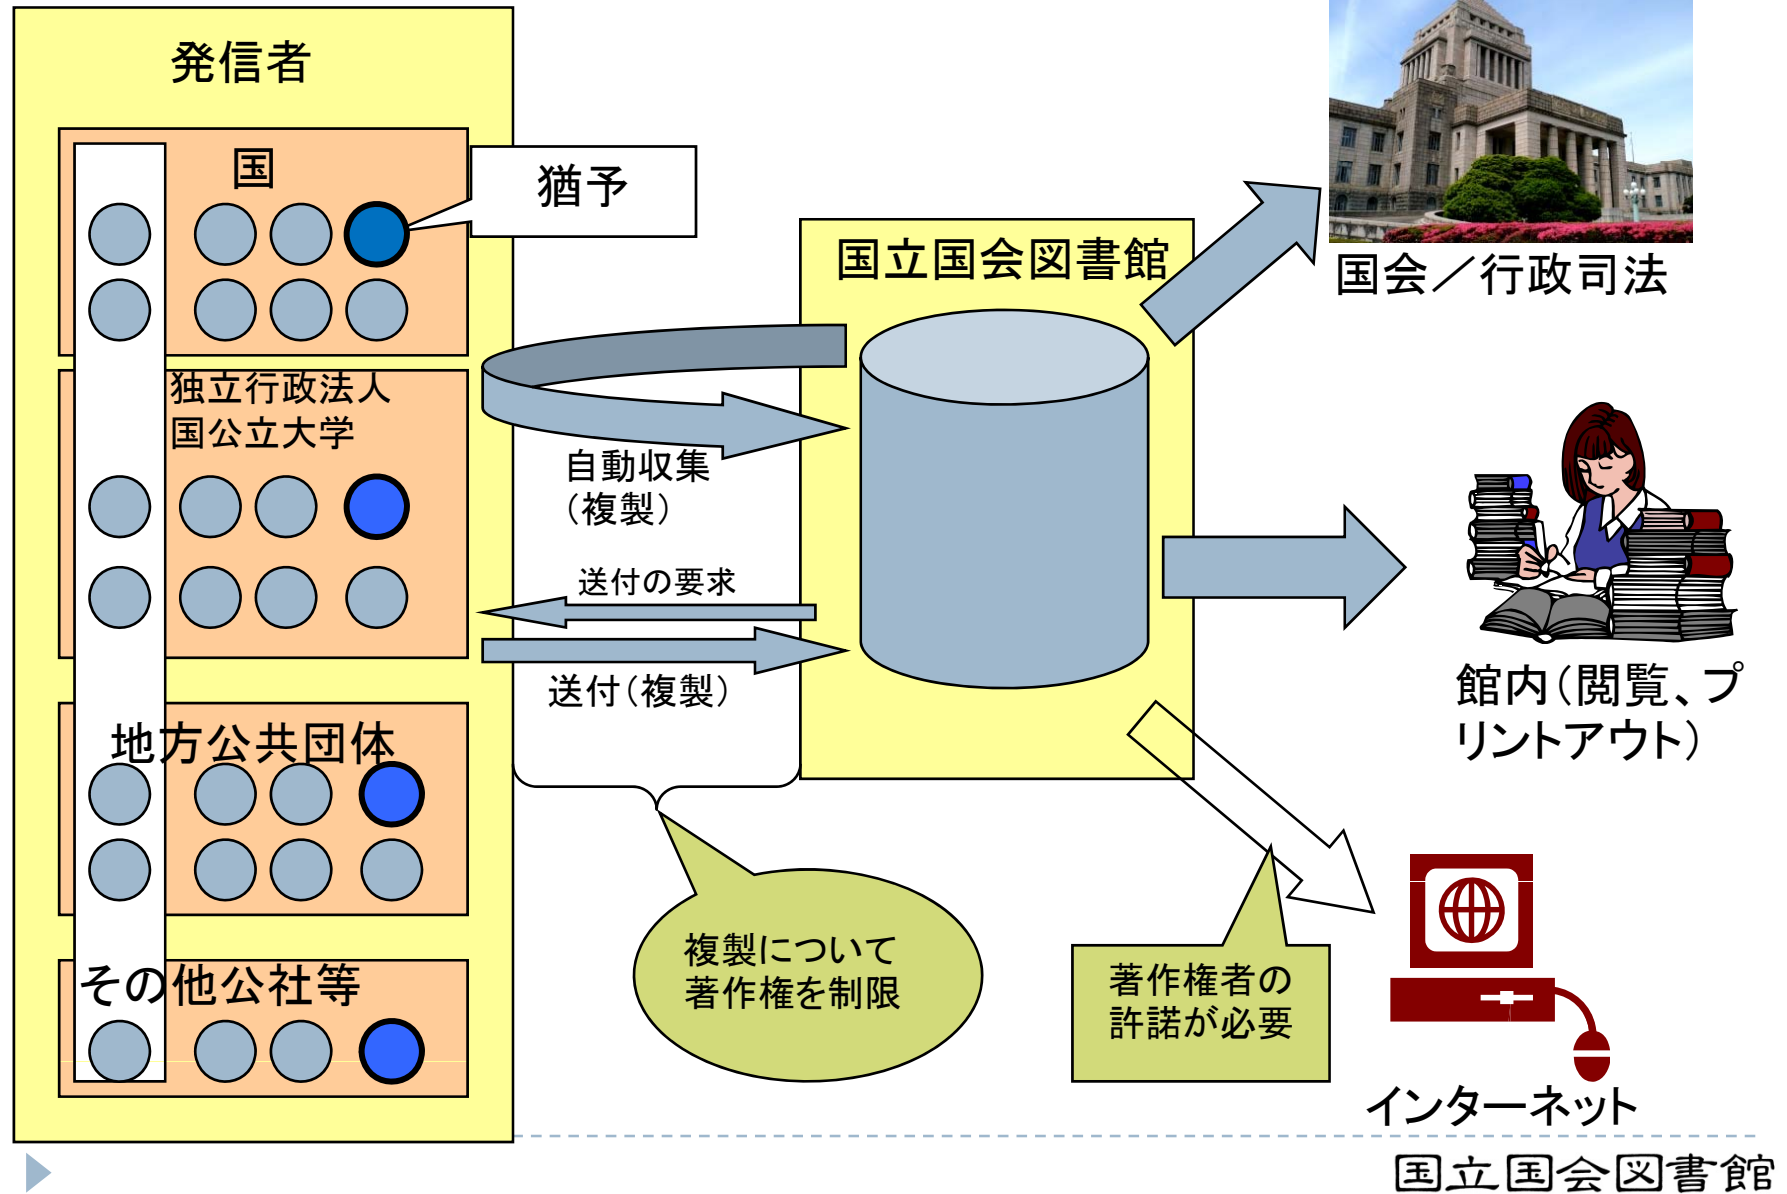 発信者
国
猶予
独立行政法人
国公立大学
地方公共団体
その他公社等
国立国会図書館
自動収集
（複製）
送付の要求
送付（複製）
複製について
著作権を制限
著作権者の
許諾が必要
国会／行政司法
館内（閲覧、プ
リントアウト）
インターネット
国立国会図書館